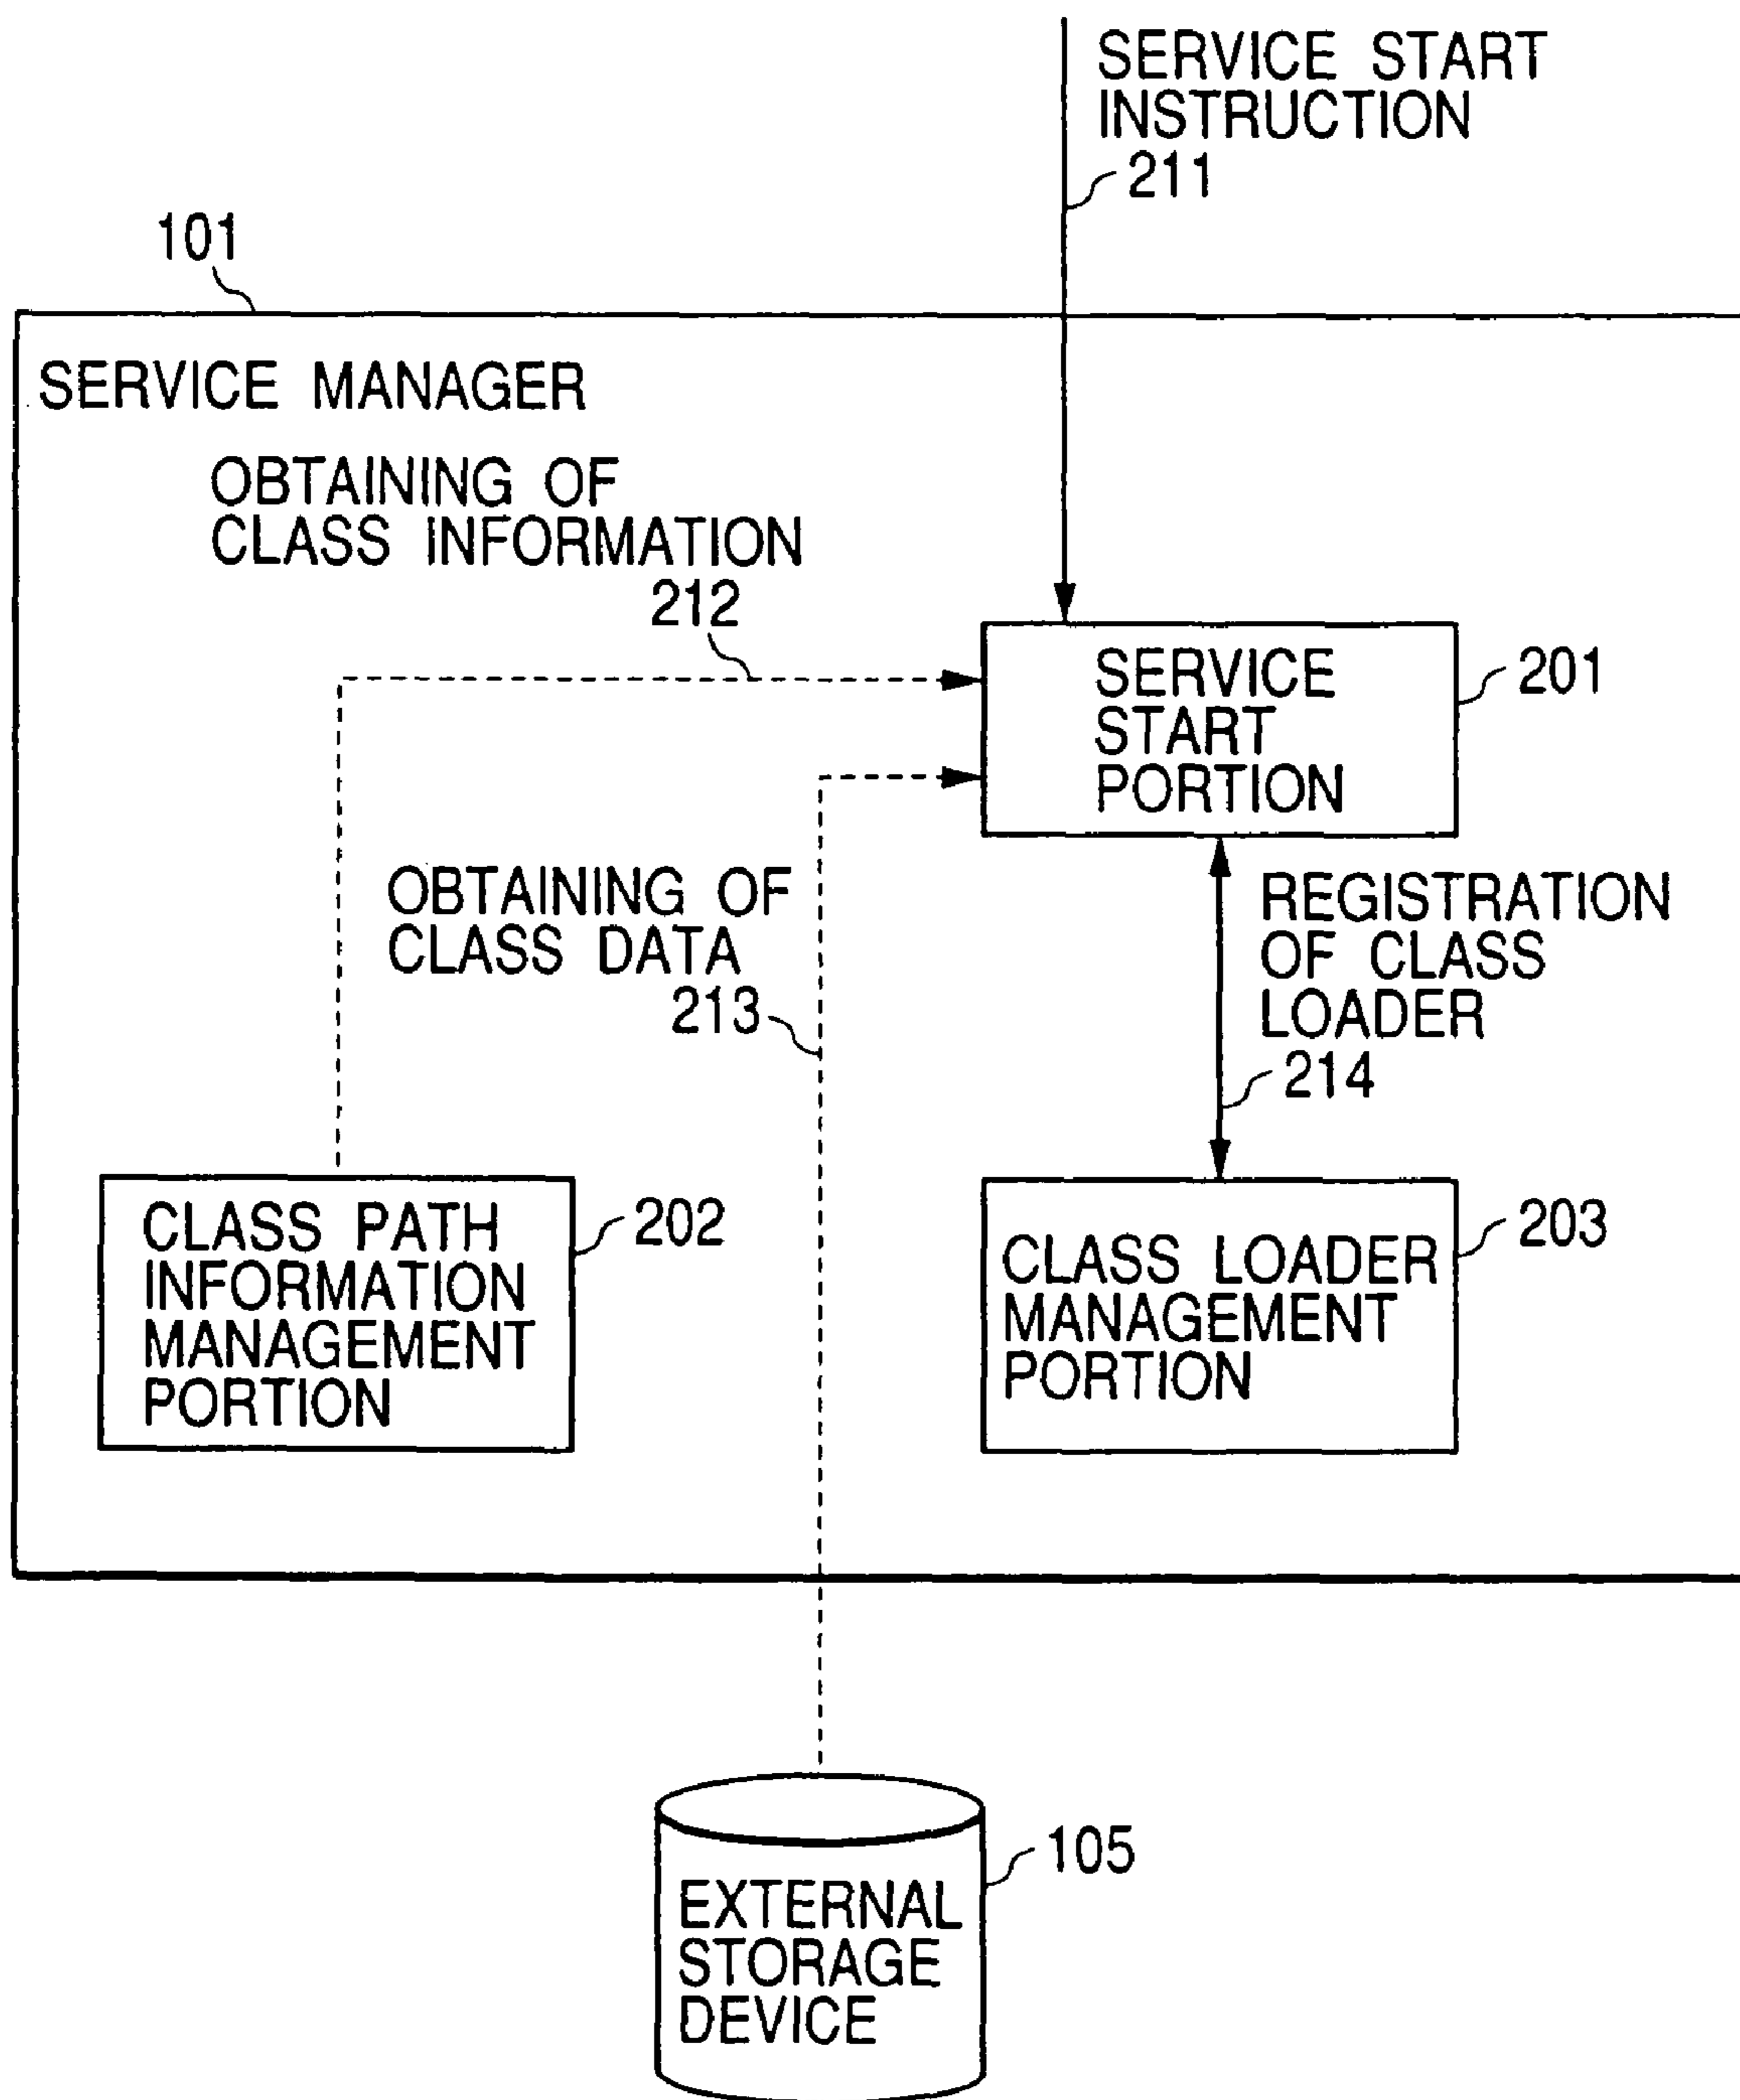 SERVICE START
INSTRUCTION
211
101
SERVICE MANAGER
OBTAINING OF
CLASS INFORMATION
212
SERVICE
START
PORTION
201
OBTAINING OF
CLASS DATA
213
REGISTRATION
OF CLASS
LOADER
214
CLASS PATH
INFORMATION
MANAGEMENT
PORTION
202
CLASS LOADER
MANAGEMENT
PORTION
203
EXTERNAL
STORAGE
DEVICE
105